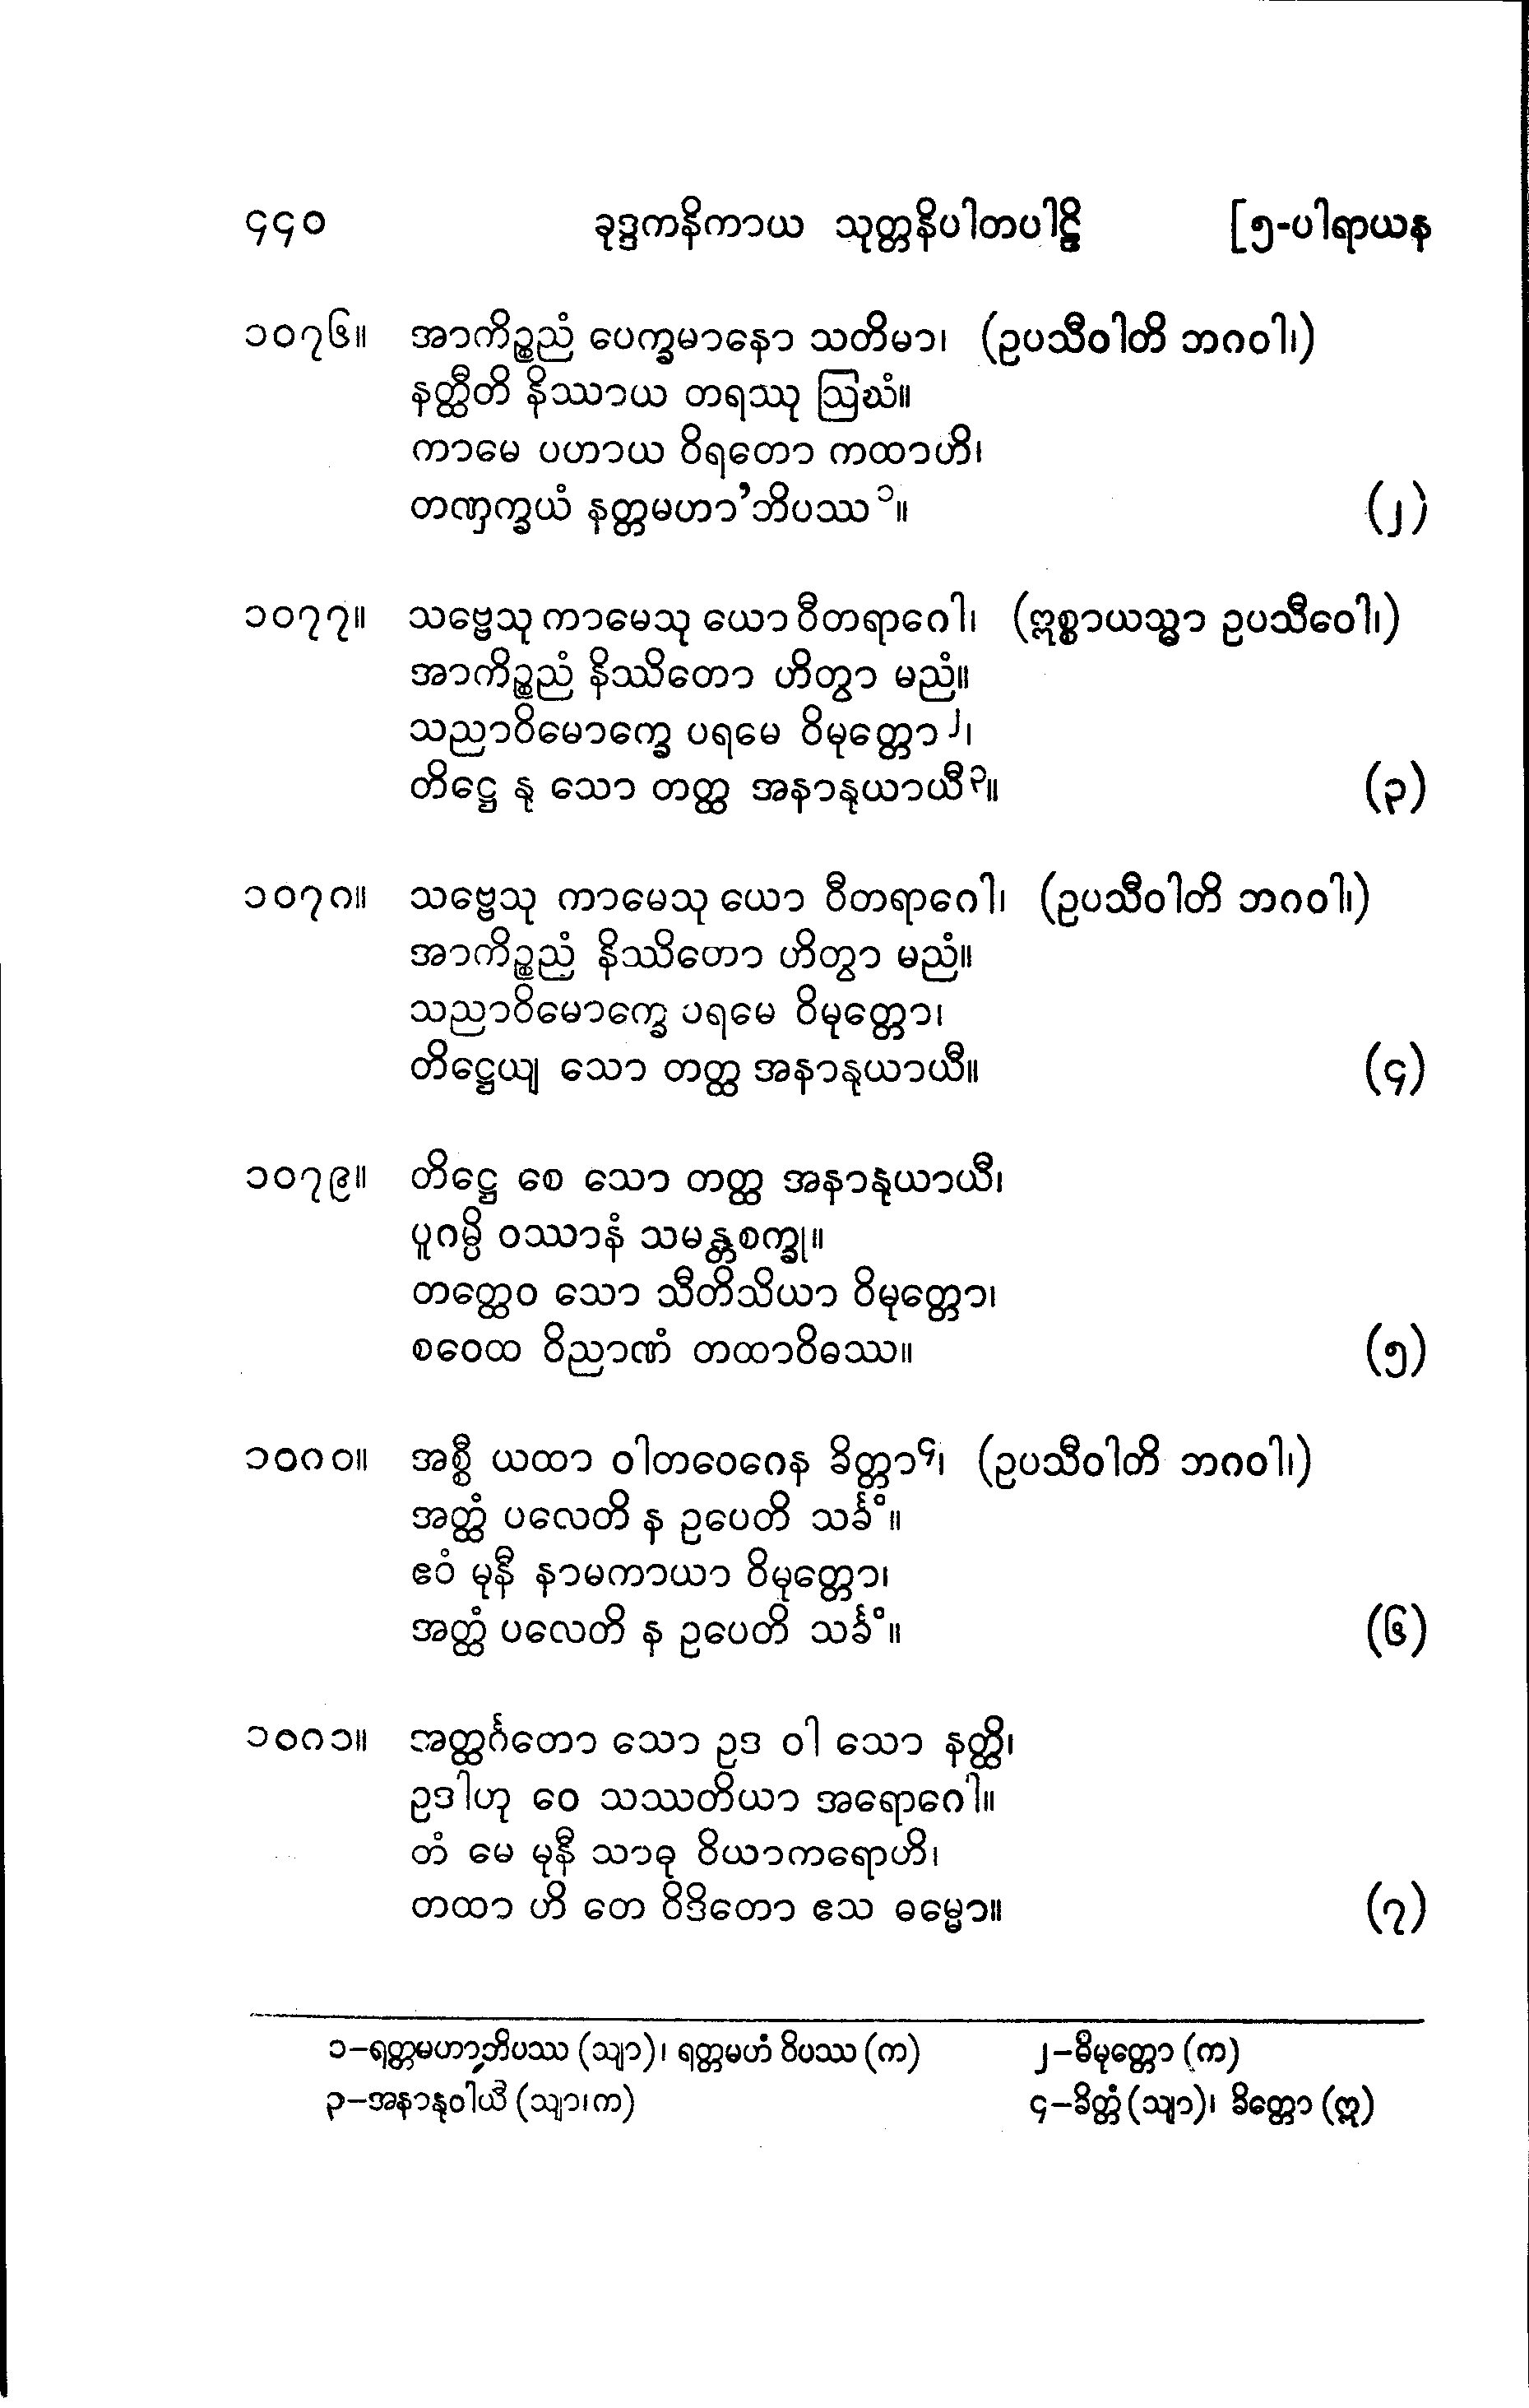 ၄၄၀ ခုဒ္ဒကနိကာယ သုတ္တနိပါတပါဠိ [၅-ပါရာယန
၁၀၇၆။ အာကိဉ္စညံ ပေက္ခမာနော သတိမာ၊ (ဥပသီဝါတိ ဘဂဝါ၊)
နတ္ထီတိ နိဿာယ တရဿု ဩဃံ။
ကာမေ ပဟာယ ဝိရတော ကထာဟိ၊
တဏှက္ခယံ နတ္တမဟာ’ဘိပဿ၁။ (၂)
၁၀၇၇။ သဗ္ဗေသု ကာမေသု ယော ဝီတရာဂေါ၊ (ဣစ္စာယသ္မာ ဥပသီဝေါ၊)
အာကိဉ္စညံ နိဿိတော ဟိတွာ မညံ။
သညာဝိမောက္ခေ ပရမေ ဝိမုတ္တော၂၊
တိဋ္ဌေ နု သော တတ္ထ အနာနုယာယီ၃။ (၃)
၁၀၇၈။ သဗ္ဗေသု ကာမေသု ယော ဝီတရာဂေါ၊ (ဥပသီဝါတိ ဘဂဝါ၊)
အာကိဉ္စညံ နိဿိတော ဟိတွာ မညံ။
သညာဝိမောက္ခေ ပရမေ ဝိမုတ္တော၊
တိဋ္ဌေယျ သော တတ္ထ အနာနုယာယီ။ (၄)
၁၀၇၉။ တိဋ္ဌေ စေ သော တတ္ထ အနာနုယာယီ၊
ပူဂမ္ပိ ဝဿာနံ သမန္တစက္ခု။
တတ္ထေဝ သော သီတိသိယာ ဝိမုတ္တော၊
စဝေထ ဝိညာဏံ တထာဝိဓဿ။ (၅)
၁၀၈၀။ အစ္စီ ယထာ ဝါတဝေဂေန ခိတ္တာ၄၊ (ဥပသီဝါတိ ဘဂဝါ၊)
အတ္ထံ ပလေတိ န ဥပေတိ သင်္ခံ။
ဧဝံ မုနီ နာမကာယာ ဝိမုတ္တော၊
အတ္ထံ ပလေတိ န ဥပေတိ သင်္ခံ။ (၆)
၁၀၈၁။ အတ္ထင်္ဂတော သော ဥဒ ဝါ သော နတ္ထိ၊
ဥဒါဟု ဝေ သဿတိယာ အရောဂေါ။
တံ မေ မုနီ သာဓု ဝိယာကရောဟိ၊
တထာ ဟိ တေ ဝိဒိတော ဧသ ဓမ္မော။ (၇)
၁-ရတ္တမဟာ’ဘိပဿ (သျာ)၊ ရတ္တမဟံ ဝိပဿ (က) ၂-ဓိမုတ္တော (က)
၃-အနာနုဝါယီ (သျာ၊က) ၄-ခိတ္တံ (သျာ)၊ ခိတ္တော (ဣ)